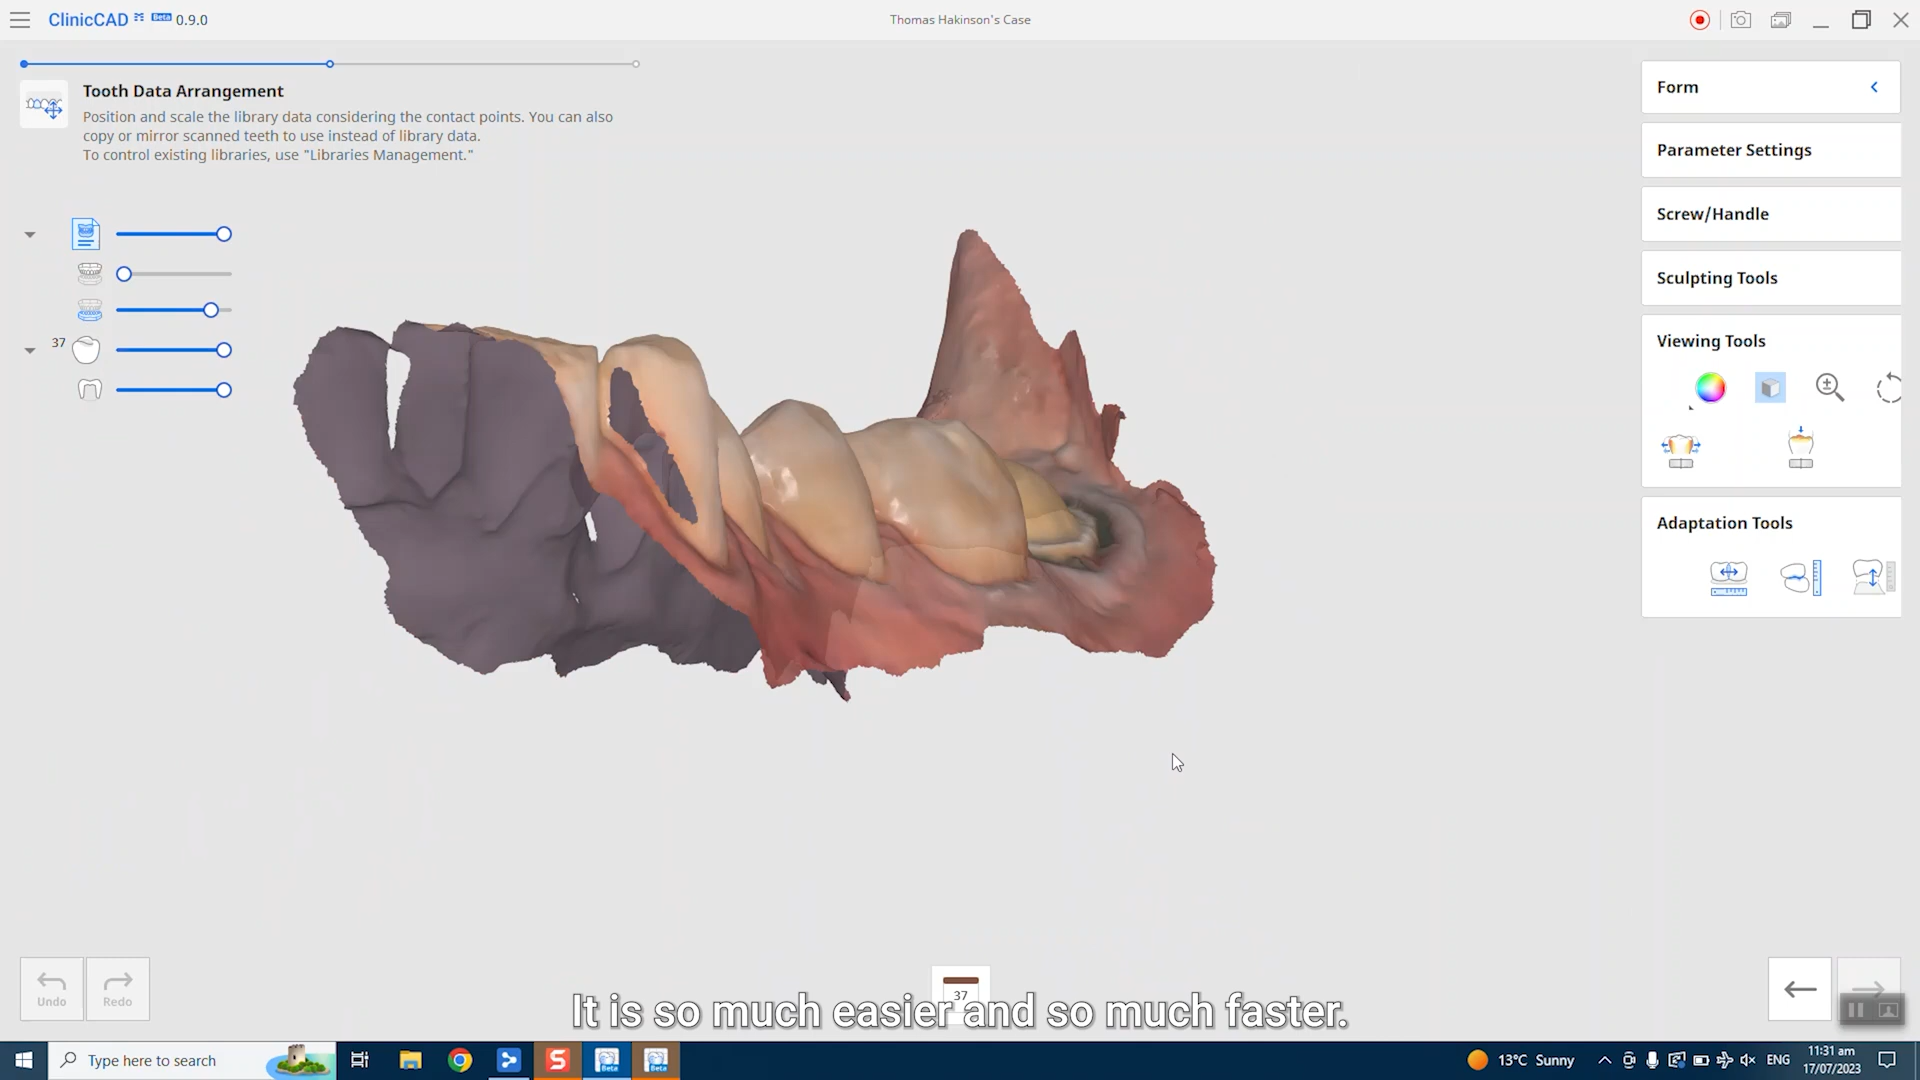 ClinicCAD Beta 0.9.0
Thomas Hakinson's Case
Tooth Data Arrangement
Position and scale the library data considering the contact points. You can also
copy or mirror scanned teeth to use instead of library data.
To control existing libraries, use "Libraries Management."
37
Form
Parameter Settings
Screw/Handle
Sculpting Tools
Viewing Tools
Adaptation Tools
Undo
Redo
37
It is so much easier and so much faster.
Type here to search
S
Beta
Beta
13°C Sunny
ENG
11:31 am
17/07/2023